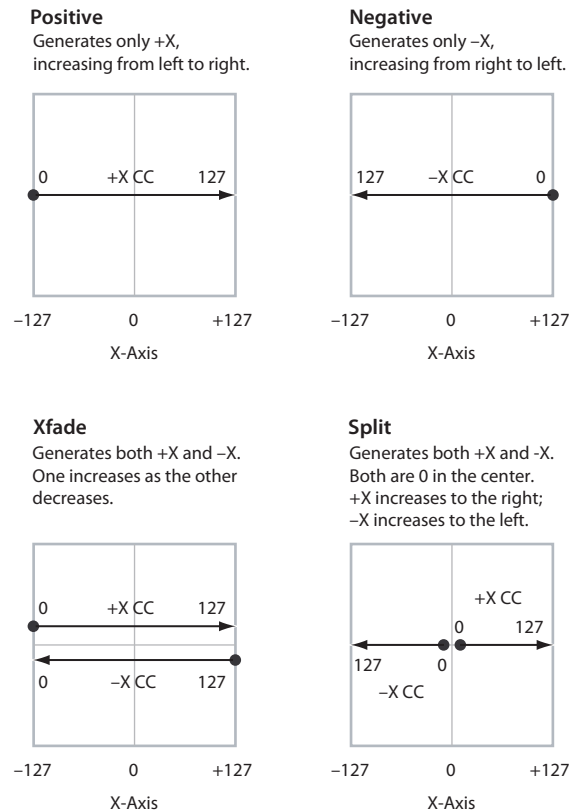 Positive
Generates only +X,
increasing from left to right.
0 +X CC 127
–127 0 +127
X-Axis
Negative
Generates only –X,
increasing from right to left.
127 –X CC 0
–127 0 +127
X-Axis
Xfade
Generates both +X and –X.
One increases as the other
decreases.
0 +X CC 127
0 –X CC 127
–127 0 +127
X-Axis
Split
Generates both +X and -X.
Both are 0 in the center.
+X increases to the right;
–X increases to the left.
+X CC
0 127
127 0
–X CC
–127 0 +127
X-Axis